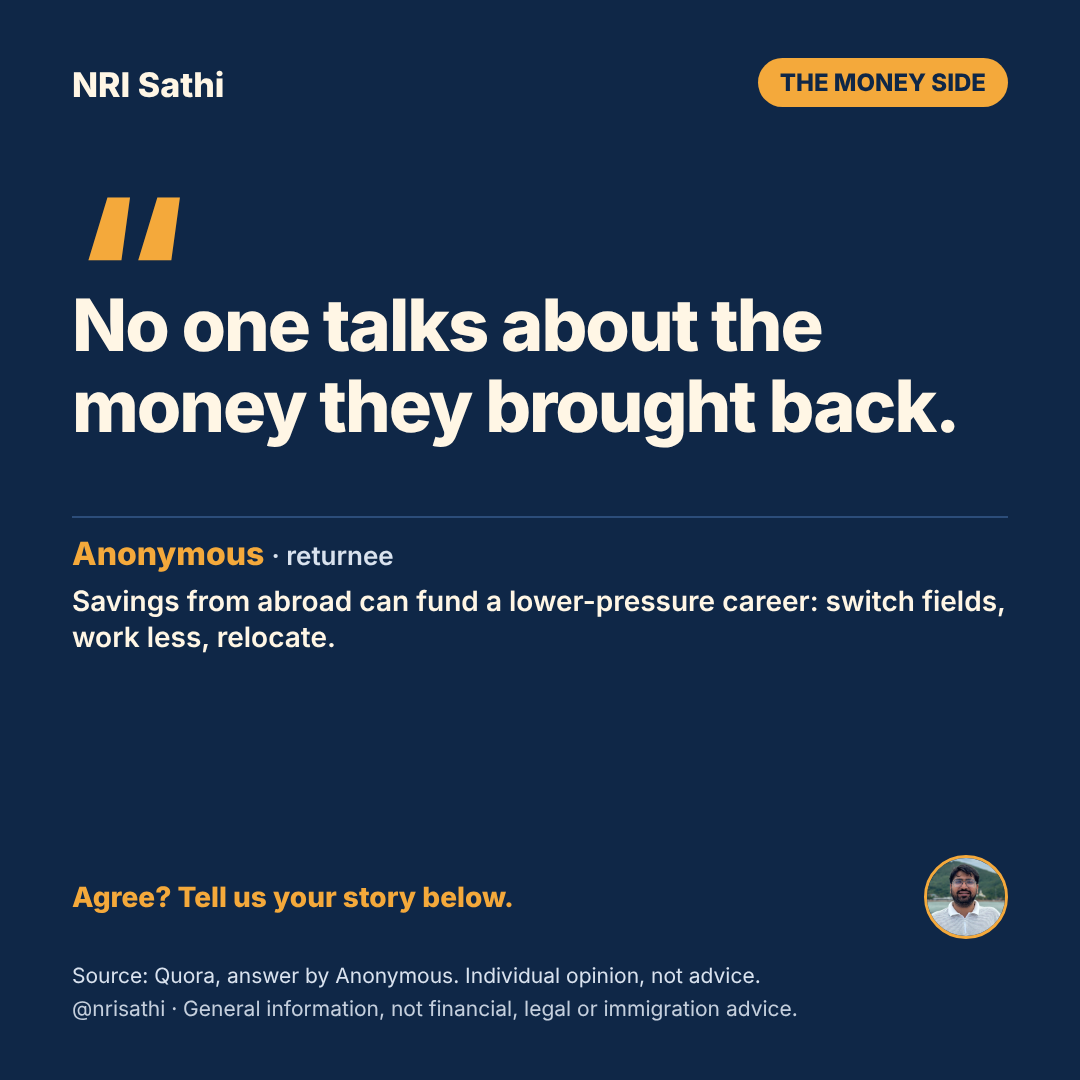 NRI Sathi
THE MONEY SIDE
"
No one talks about the
money they brought back.
Anonymous · returnee
Savings from abroad can fund a lower-pressure career: switch fields,
work less, relocate.
Agree? Tell us your story below.
Source: Quora, answer by Anonymous. Individual opinion, not advice.
@nrisathi · General information, not financial, legal or immigration advice.